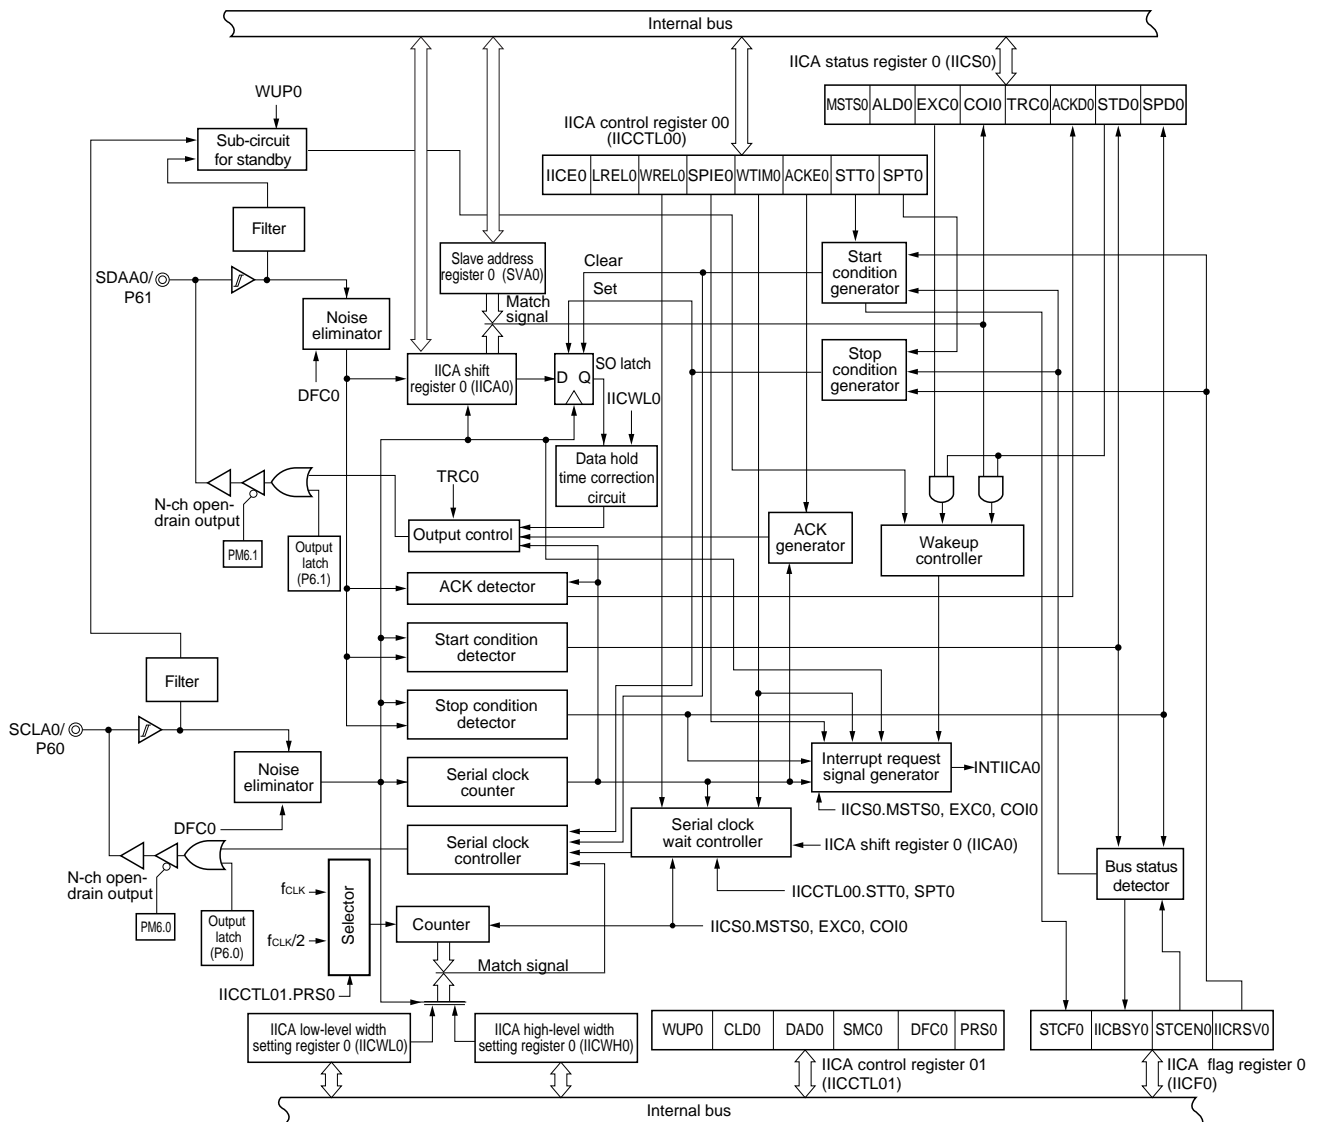 Internal bus
IICA status register 0 (IICS0)
WUP0
MSTS0 ALD0 EXC0 COI0 TRC0 ACKD0 STD0 SPD0
IICA control register 00
(IICCTL00)
Sub-circuit
for standby
IICE0 LREL0 WREL0 SPIE0 WTIM0 ACKE0 STT0 SPT0
Filter
Slave address
register 0 (SVA0)
Clear
Start
condition
generator
SDAA0/
P61
Set
Match
signal
Noise
eliminator
Stop
condition
generator
IICA shift
register 0 (IICA0)
SO latch
D Q
DFC0
IICWL0
Data hold
time correction
circuit
TRC0
N-ch open-
drain output
Output control
ACK
generator
Wakeup
controller
PM6.1
Output
latch
(P6.1)
ACK detector
Start condition
detector
Filter
Stop condition
detector
SCLA0/
P60
Noise
eliminator
Serial clock
counter
Interrupt request
signal generator
INTIICA0
IICS0.MSTS0, EXC0, COI0
DFC0
Serial clock
controller
Serial clock
wait controller
IICA shift register 0 (IICA0)
Bus status
detector
N-ch open-
drain output
fCLK
IICCTL00.STT0, SPT0
PM6.0
Output
latch
(P6.0)
Selector
Counter
IICS0.MSTS0, EXC0, COI0
fCLK/2
Match signal
IICCTL01.PRS0
IICA low-level width
setting register 0 (IICWL0)
IICA high-level width
setting register 0 (IICWH0)
WUP0 CLD0 DAD0 SMC0 DFC0 PRS0
STCF0 IICBSY0 STCEN0 IICRSV0
IICA control register 01
(IICCTL01)
IICA flag register 0
(IICF0)
Internal bus